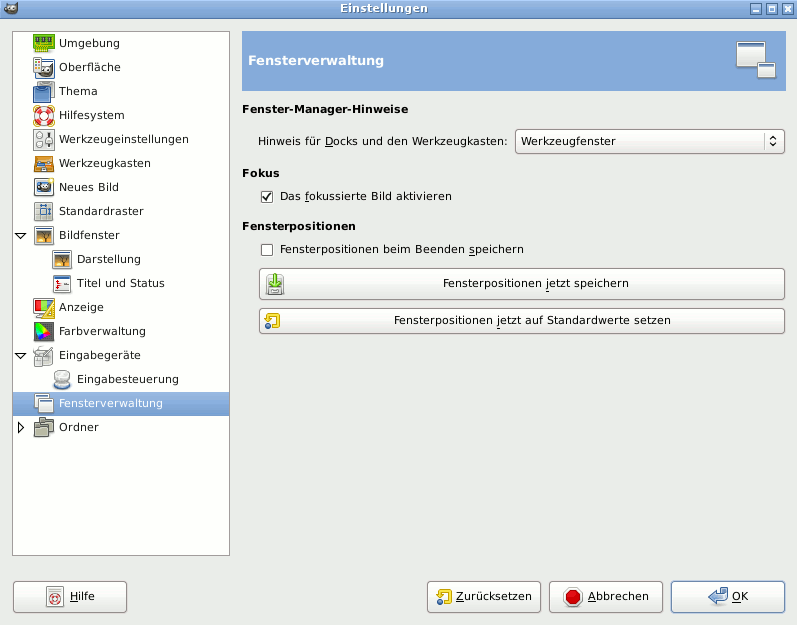 Einstellungen
Umgebung
Oberfläche
Thema
Hilfesystem
Werkzeugeinstellungen
Werkzeugkasten
Neues Bild
Standardraster
Bildfenster
Darstellung
Titel und Status
Anzeige
Farbverwaltung
Eingabegeräte
Eingabesteuerung
Fensterverwaltung
Ordner
Fensterverwaltung
Fenster-Manager-Hinweise
Hinweis für Docks und den Werkzeugkasten: Werkzeugfenster
Fokus
Das fokussierte Bild aktivieren
Fensterpositionen
Fensterpositionen beim Beenden speichern
Fensterpositionen jetzt speichern
Fensterpositionen jetzt auf Standardwerte setzen
Hilfe Zurücksetzen Abbrechen OK